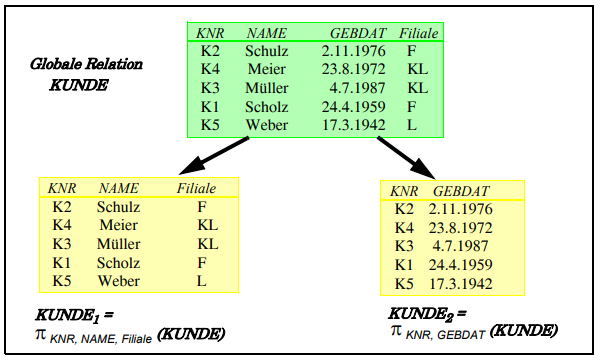 Globale Relation
KUNDE
KNR NAME GEBDAT Filiale
K2 Schulz 2.11.1976 F
K4 Meier 23.8.1972 KL
K3 Müller 4.7.1987 KL
K1 Scholz 24.4.1959 F
K5 Weber 17.3.1942 L
KNR NAME Filiale
K2 Schulz F
K4 Meier KL
K3 Müller KL
K1 Scholz F
K5 Weber L
KUNDE₁ =
π KNR, NAME, Filiale (KUNDE)
KNR GEBDAT
K2 2.11.1976
K4 23.8.1972
K3 4.7.1987
K1 24.4.1959
K5 17.3.1942
KUNDE₂ =
π KNR, GEBDAT (KUNDE)